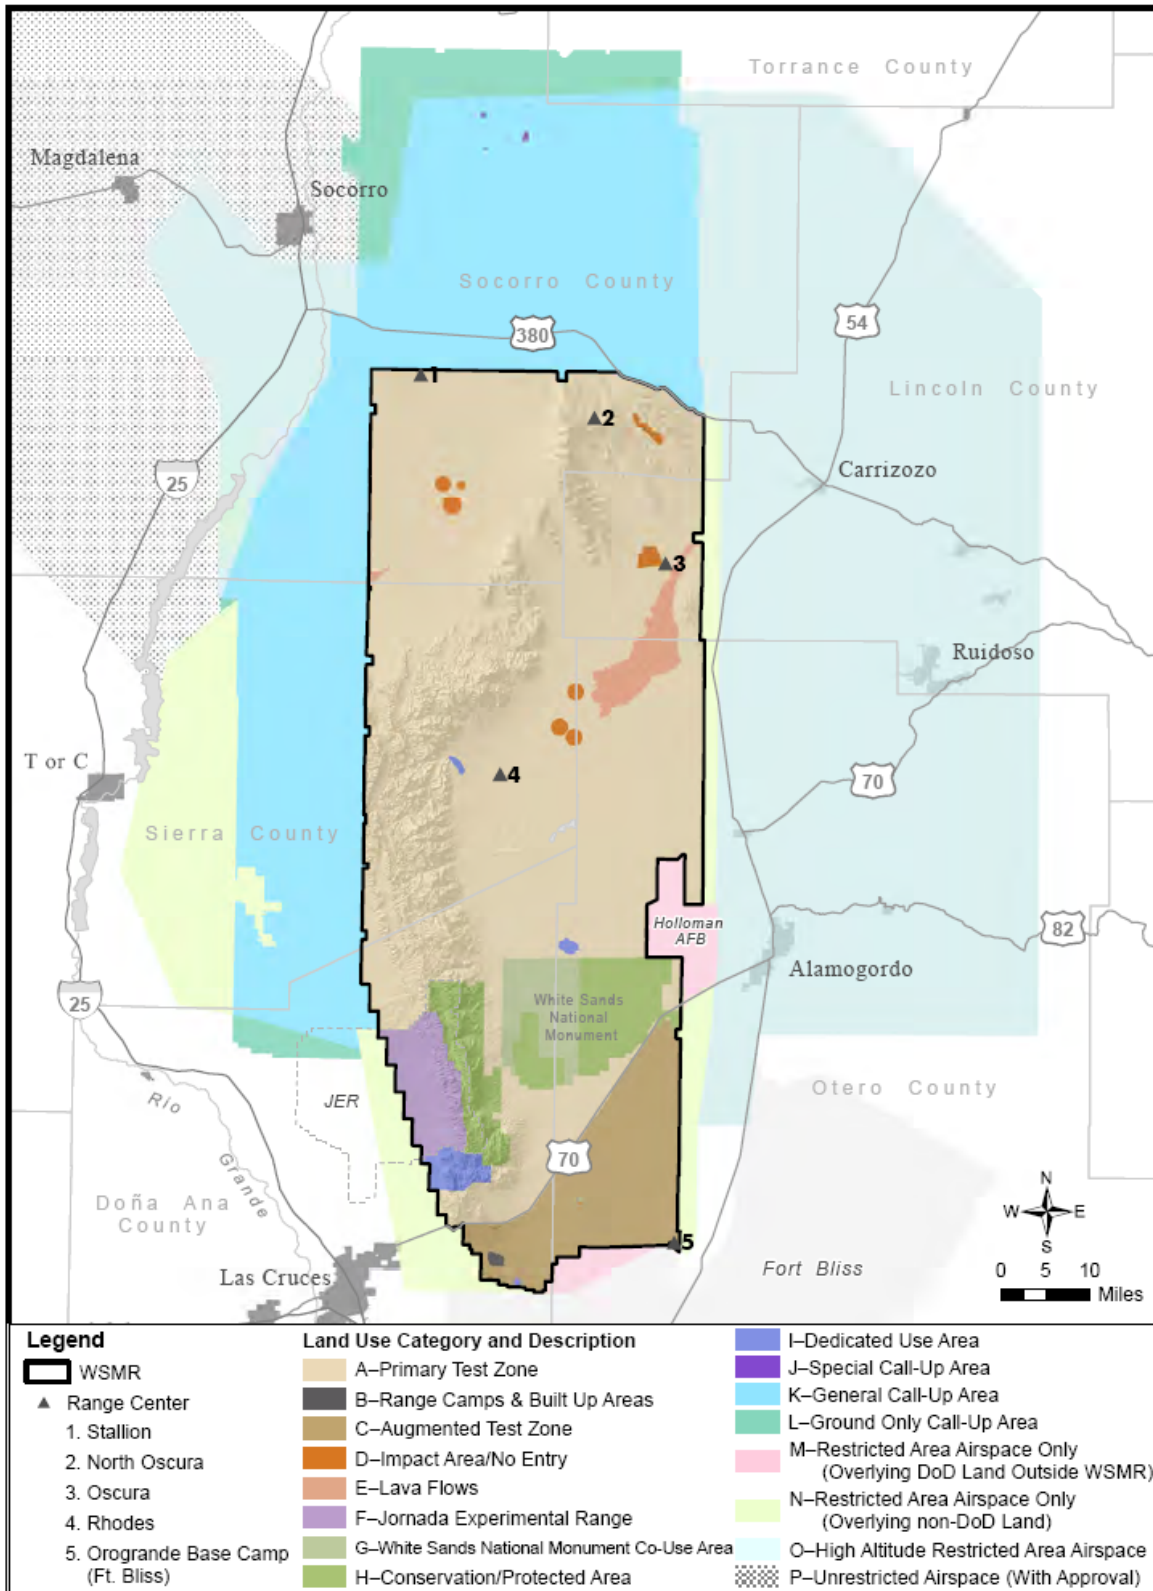 Torrance County
Magdalena
Socorro
Socorro County
380
54
Lincoln County
1
2
25
Carrizozo
3
Ruidoso
T or C
4
70
Sierra County
Holloman
AFB
82
Alamogordo
25
White Sands
National
Monument
Otero County
JER
Rio
Grande
70
Doña Ana
County
N
W E
S
5
Las Cruces
Fort Bliss
0 5 10
Miles
Legend
WSMR
Range Center
1. Stallion
2. North Oscura
3. Oscura
4. Rhodes
5. Orogrande Base Camp
(Ft. Bliss)
Land Use Category and Description
A–Primary Test Zone
B–Range Camps & Built Up Areas
C–Augmented Test Zone
D–Impact Area/No Entry
E–Lava Flows
F–Jornada Experimental Range
G–White Sands National Monument Co-Use Area
H–Conservation/Protected Area
I–Dedicated Use Area
J–Special Call-Up Area
K–General Call-Up Area
L–Ground Only Call-Up Area
M–Restricted Area Airspace Only
(Overlying DoD Land Outside WSMR)
N–Restricted Area Airspace Only
(Overlying non-DoD Land)
O–High Altitude Restricted Area Airspace
P–Unrestricted Airspace (With Approval)